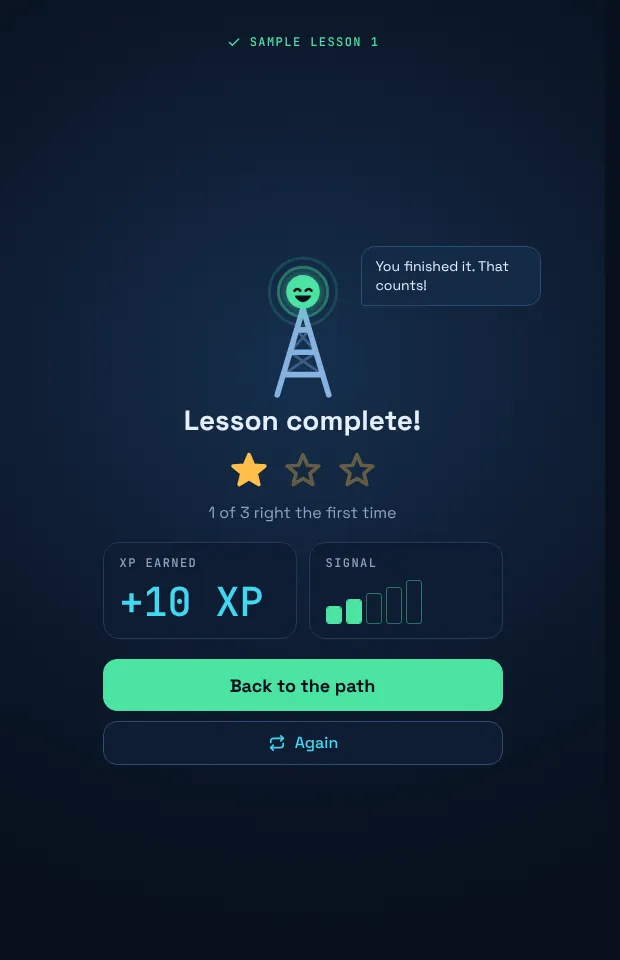 SAMPLE LESSON 1
You finished it. That
counts!
Lesson complete!
1 of 3 right the first time
XP EARNED
+10 XP
SIGNAL
Back to the path
Again